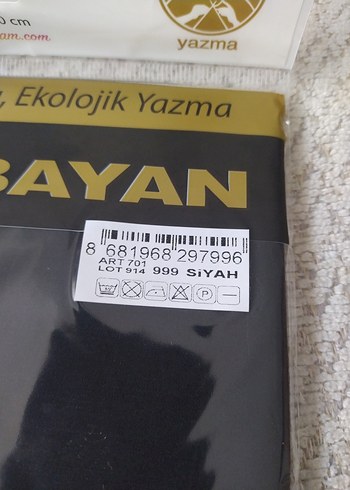 0 cm
am.com
yazma
, Ekolojik Yazma
BAYAN
8 681968 297996
ART 701
LOT 914 999 SiYAH